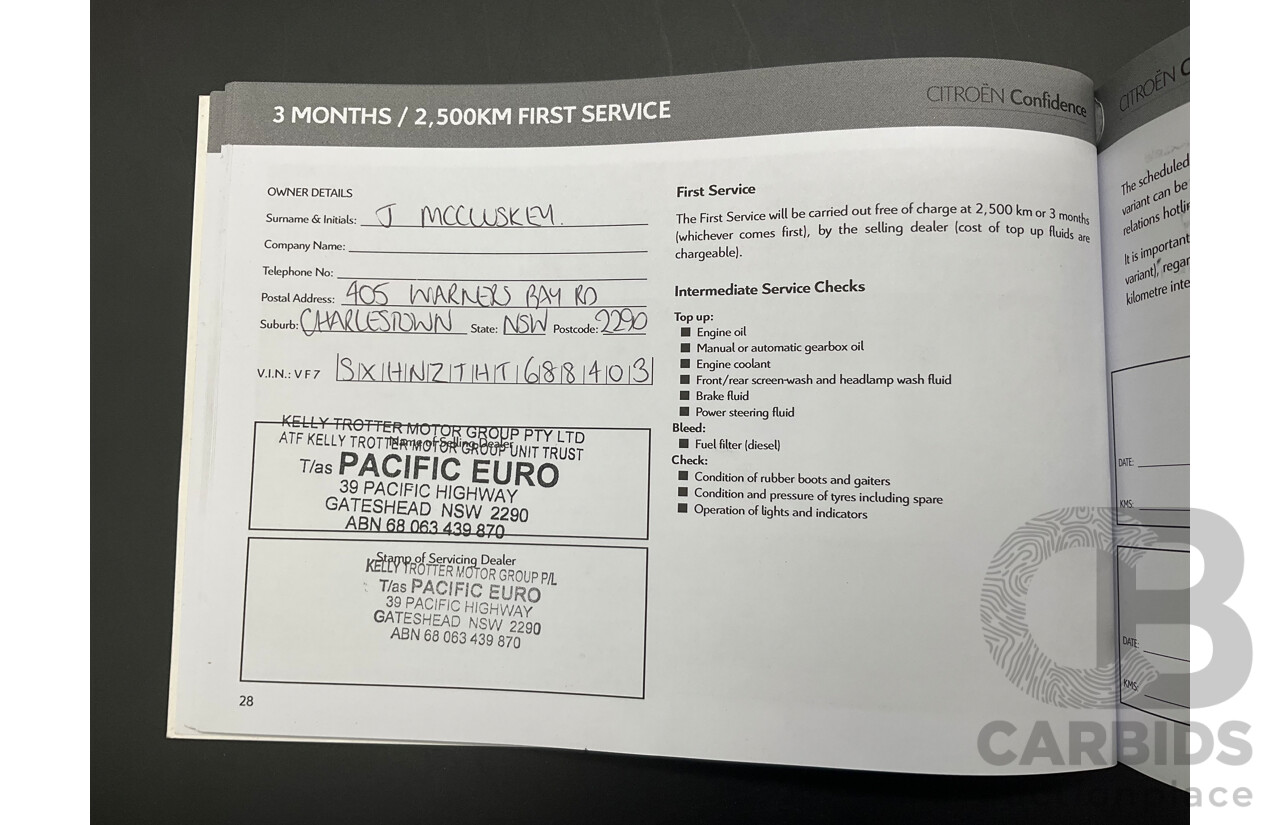 3 MONTHS / 2,500KM FIRST SERVICE
CITROËN Confidence
OWNER DETAILS
Surname & Initials: J MCCLUSKEY.
Company Name:
Telephone No:
Postal Address: 405 WARNERS BAY RD
Suburb: CHARLESTOWN State: NSW Postcode: 2290
V.I.N.: V F 7 SXHNZTHT688403
KELLY TROTTER MOTOR GROUP PTY LTD
Name of Selling Dealer
ATF KELLY TROTTER MOTOR GROUP UNIT TRUST
T/as PACIFIC EURO
39 PACIFIC HIGHWAY
GATESHEAD NSW 2290
ABN 68 063 439 870
Stamp of Servicing Dealer
KELLY TROTTER MOTOR GROUP P/L
T/as PACIFIC EURO
39 PACIFIC HIGHWAY
GATESHEAD NSW 2290
ABN 68 063 439 870
28
First Service
The First Service will be carried out free of charge at 2,500 km or 3 months
(whichever comes first), by the selling dealer (cost of top up fluids are
chargeable).
Intermediate Service Checks
Top up:
Engine oil
Manual or automatic gearbox oil
Engine coolant
Front/rear screen-wash and headlamp wash fluid
Brake fluid
Power steering fluid
Bleed:
Fuel filter (diesel)
Check:
Condition of rubber boots and gaiters
Condition and pressure of tyres including spare
Operation of lights and indicators
CITROËN C
The scheduled
variant can be
relations
It is important
variant),
kilometre
DATE:
KMS:
DATE:
KMS:
CB
CARBIDS